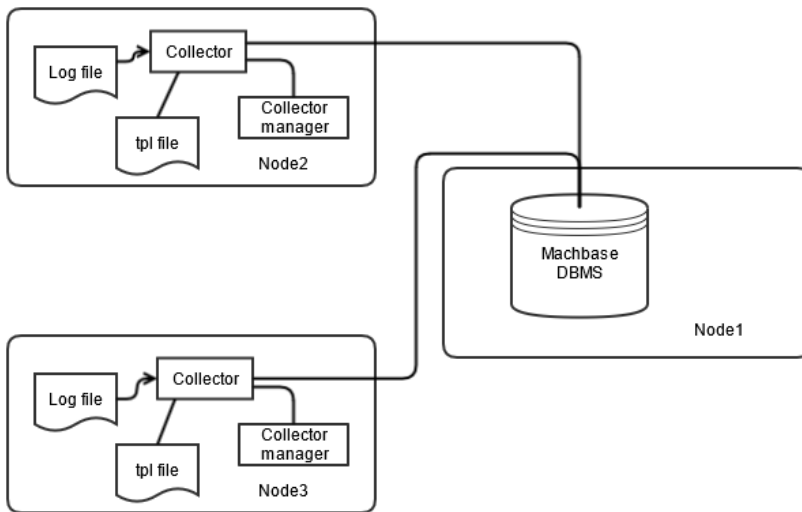 Collector
Log file
Collector
manager
tpl file
Node2
Machbase
DBMS
Node1
Collector
Log file
Collector
manager
tpl file
Node3